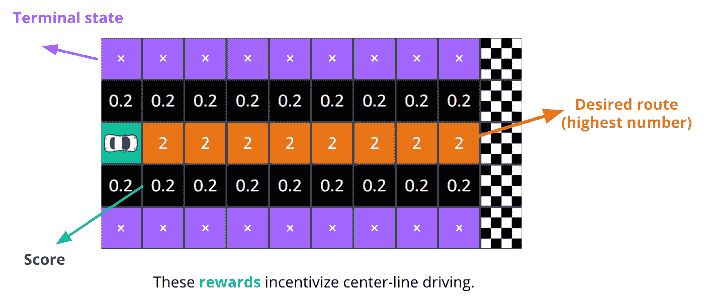 Terminal state
× × × × × × × × ×
0.2 0.2 0.2 0.2 0.2 0.2 0.2 0.2 0.2
2 2 2 2 2 2 2 2
Desired route
(highest number)
0.2 0.2 0.2 0.2 0.2 0.2 0.2 0.2 0.2
× × × × × × × × ×
Score
These rewards incentivize center-line driving.